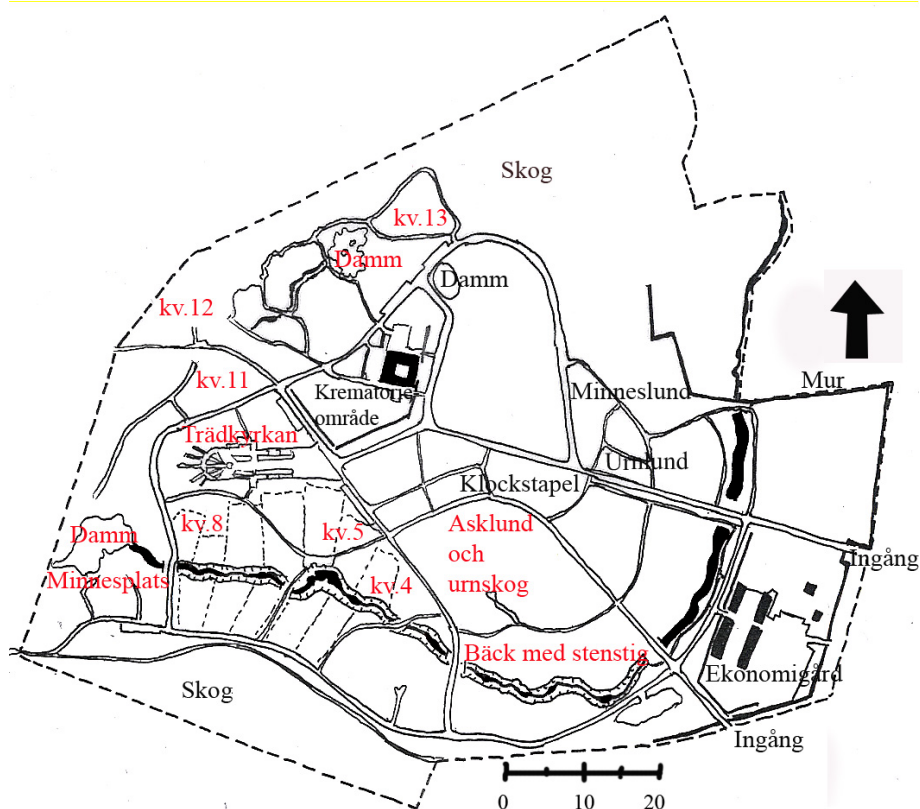 Skog
kv.13
Damm
Damm
kv.12
kv.11
Minneslund
Mur
Krematorie-
område
Trädkyrkan
Urnlund
Klockstapel
kv.8
kv.5
Asklund
och
urnskog
Damm
Ingång
Minnesplats
kv.4
Bäck med stenstig
Ekonomigård
Skog
Ingång
0 10 20